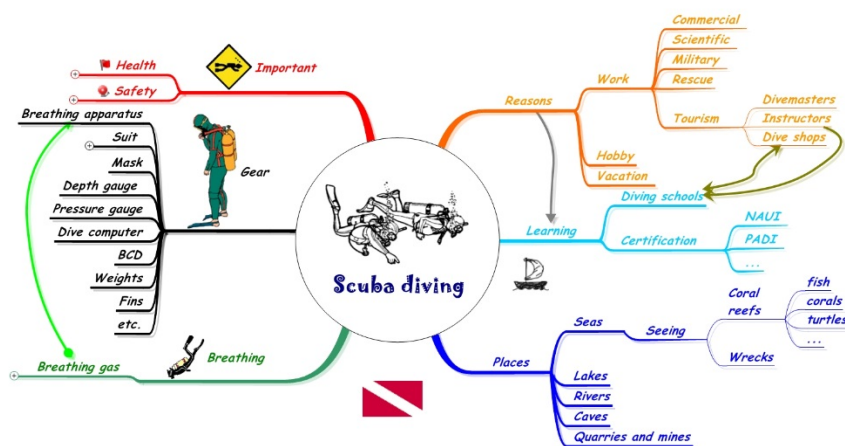 Scuba diving
Important
Health
Safety
Gear
Breathing apparatus
Suit
Mask
Depth gauge
Pressure gauge
Dive computer
BCD
Weights
Fins
etc.
Breathing
Breathing gas
Reasons
Work
Commercial
Scientific
Military
Rescue
Tourism
Divemasters
Instructors
Dive shops
Hobby
Vacation
Learning
Diving schools
Certification
NAUI
PADI
...
Places
Seas
Seeing
Coral
reefs
fish
corals
turtles
...
Wrecks
Lakes
Rivers
Caves
Quarries and mines